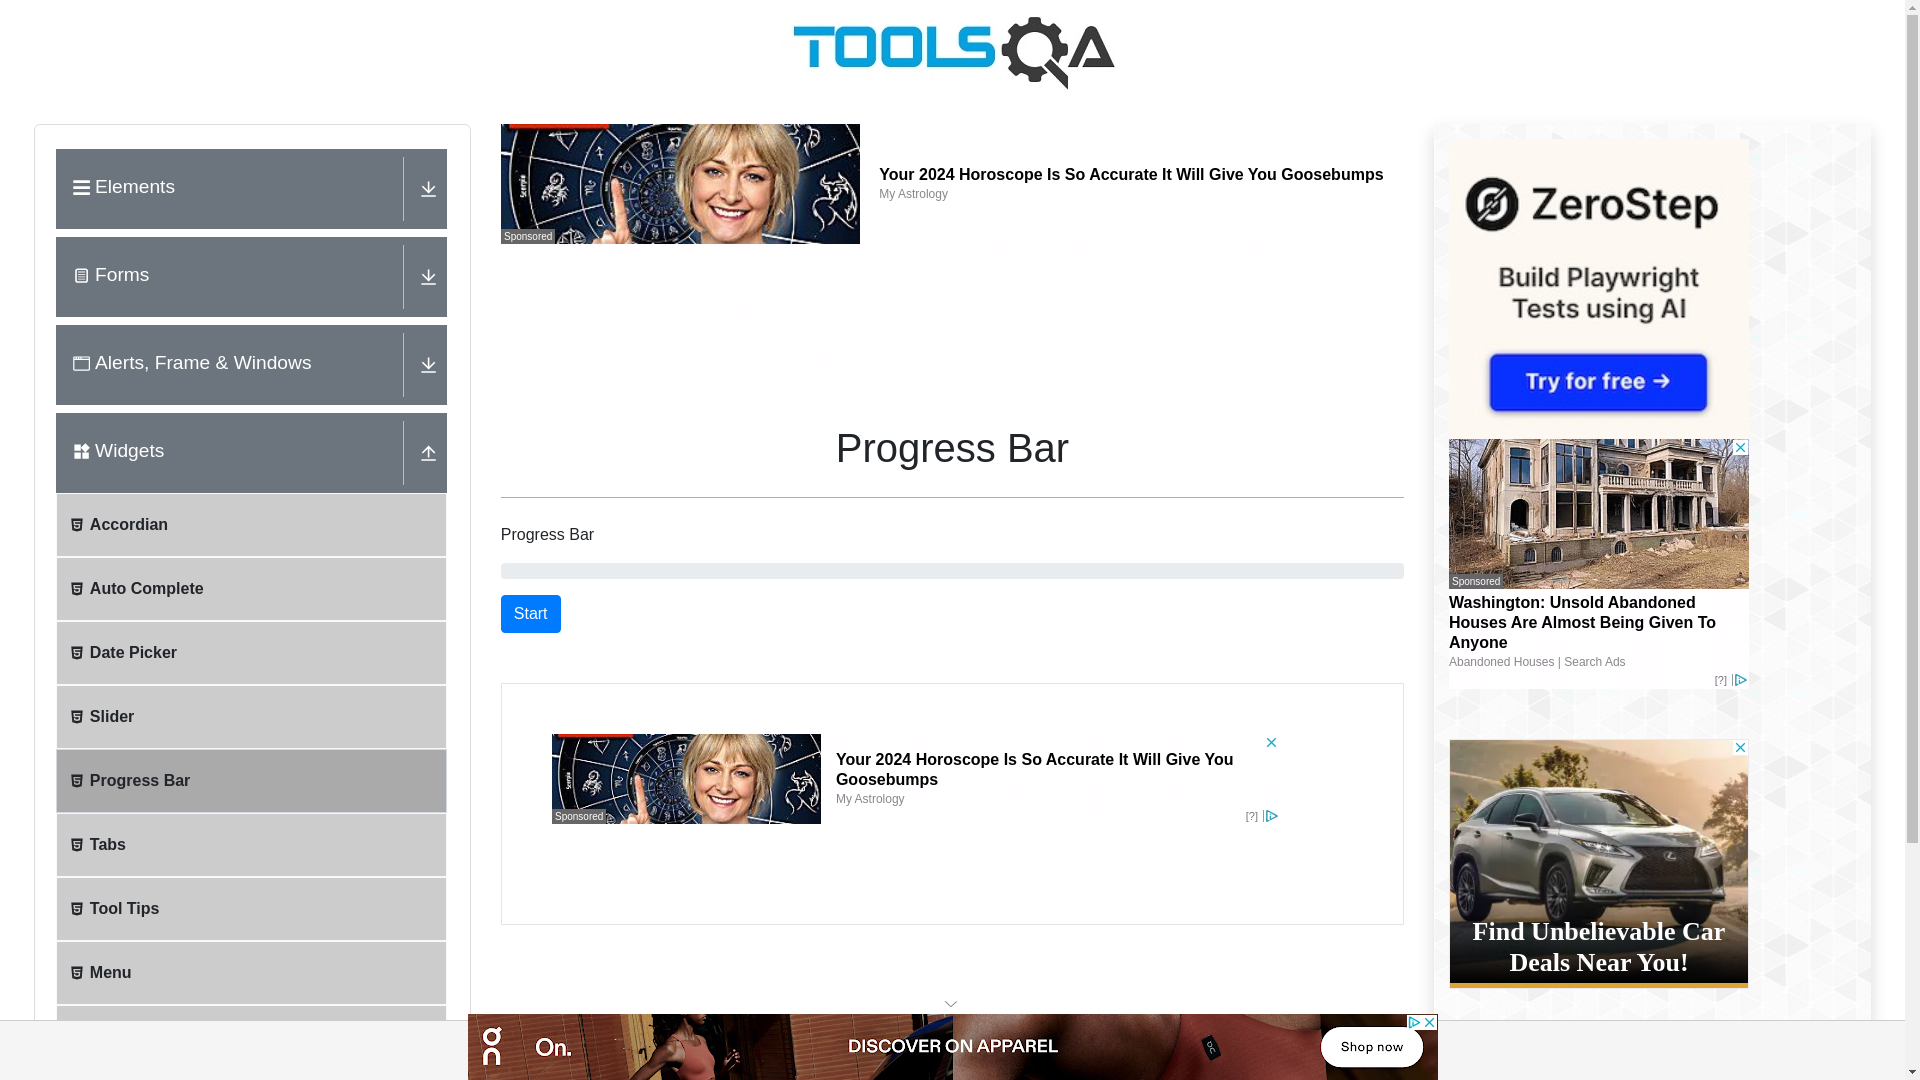 TOOLSQA
Elements
Forms
Alerts, Frame & Windows
Widgets
Accordian
Auto Complete
Date Picker
Slider
Progress Bar
Tabs
Tool Tips
Menu
Sponsored
Your 2024 Horoscope Is So Accurate It Will Give You Goosebumps
My Astrology
Progress Bar
Progress Bar
Start
Sponsored
Your 2024 Horoscope Is So Accurate It Will Give You
Goosebumps
My Astrology
[?]
ZeroStep
Build Playwright
Tests using AI
Try for free →
Sponsored
Washington: Unsold Abandoned
Houses Are Almost Being Given To
Anyone
Abandoned Houses | Search Ads
[?]
Find Unbelievable Car
Deals Near You!
On.
DISCOVER ON APPAREL
Shop now